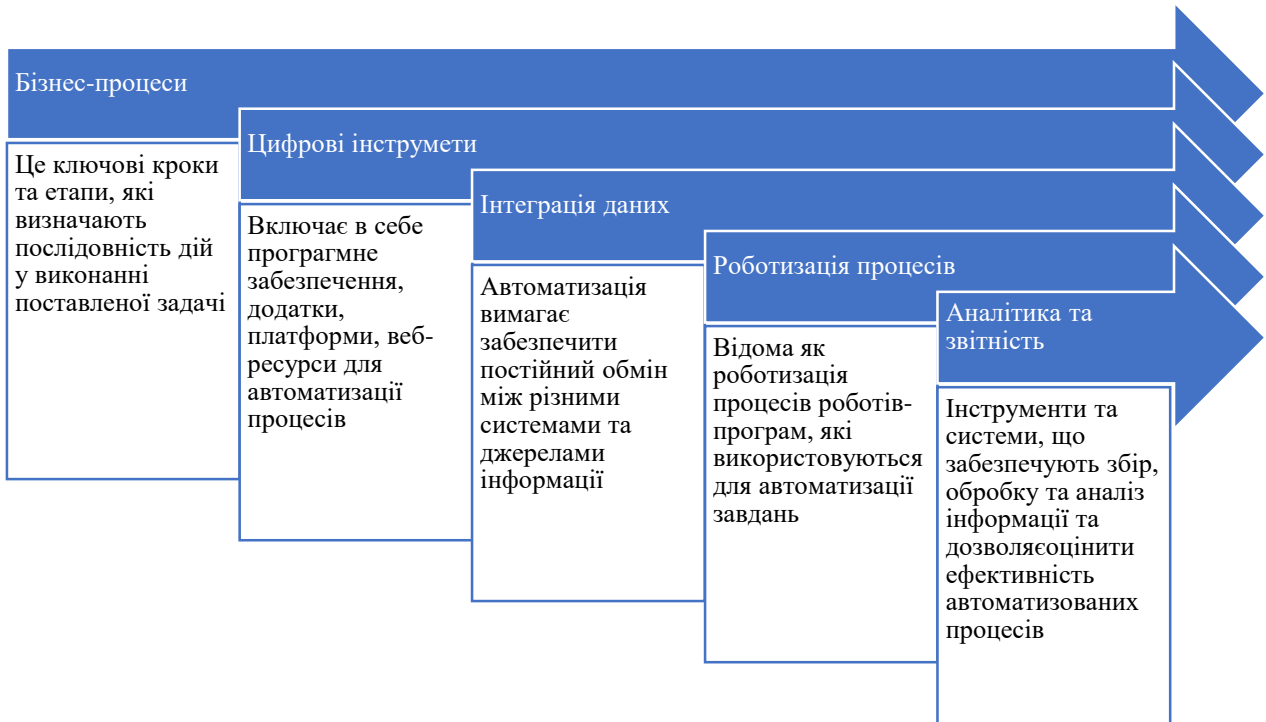 Бізнес-процеси
Це ключові кроки
та етапи, які
визначають
послідовність дій
у виконанні
поставленої задачі
Цифрові інструмети
Включає в себе
програгмне
забезпечення,
додатки,
платформи, веб-
ресурси для
автоматизації
процесів
Інтеграція даних
Автоматизація
вимагає
забезпечити
постійний обмін
між різними
системами та
джерелами
інформації
Роботизація процесів
Відома як
роботизація
процесів роботів-
програм, які
використовуються
для автоматизації
завдань
Аналітика та
звітність
Інструменти та
системи, що
забезпечують збір,
обробку та аналіз
інформації та
дозволяєоцінити
ефективність
автоматизованих
процесів